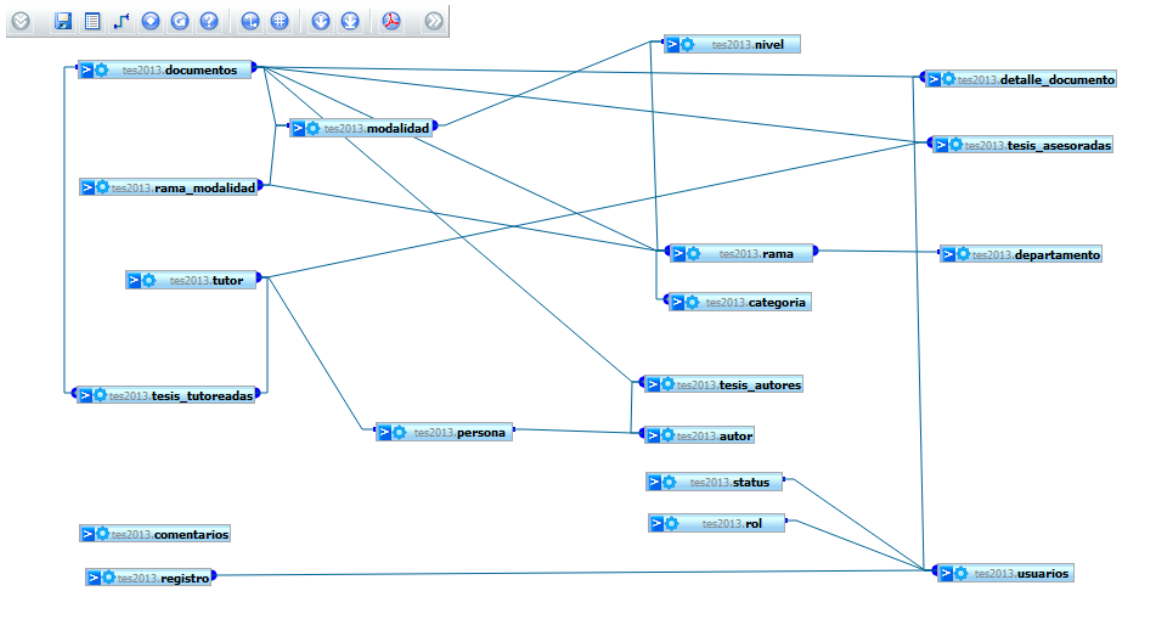 tes2013.nivel
tes2013.documentos
tes2013.detalle_documento
tes2013.modalidad
tes2013.tesis_asesoradas
tes2013.rama_modalidad
tes2013.rama
tes2013.departamento
tes2013.tutor
tes2013.categoria
tes2013.tesis_autores
tes2013.tesis_tutoreadas
tes2013.persona
tes2013.autor
tes2013.status
tes2013.rol
tes2013.comentarios
tes2013.registro
tes2013.usuarios